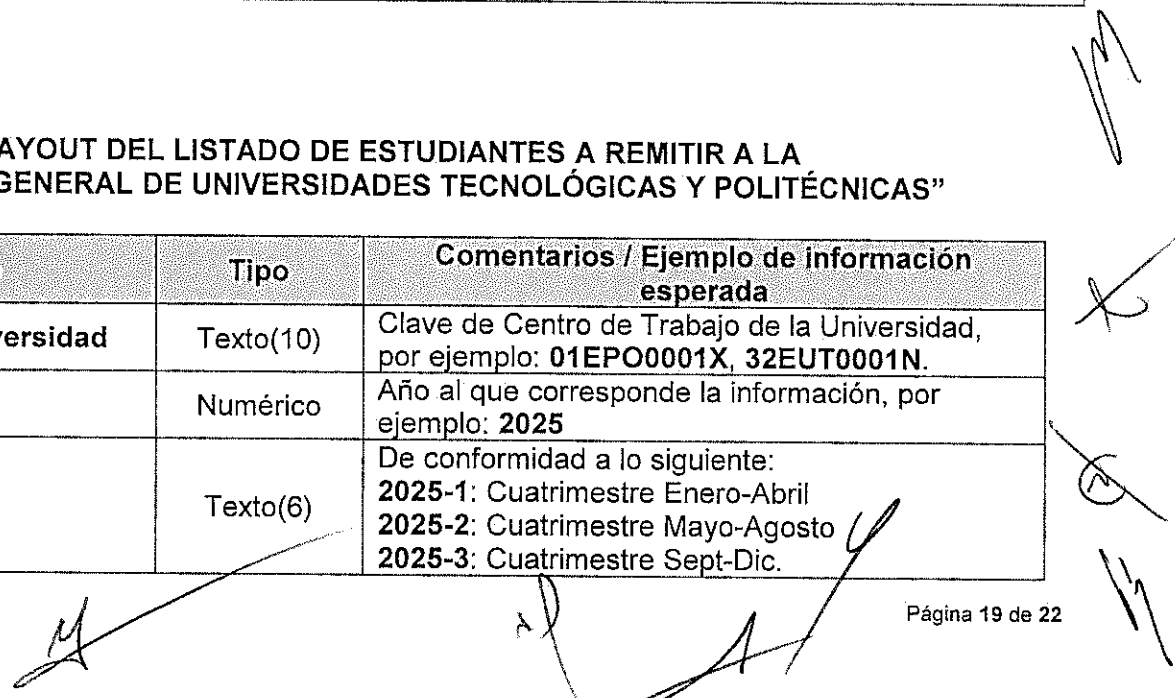 AYOUT DEL LISTADO DE ESTUDIANTES A REMITIR A LA
GENERAL DE UNIVERSIDADES TECNOLÓGICAS Y POLITÉCNICAS”
Tipo
Comentarios / Ejemplo de información
esperada
versidad
Texto(10)
Clave de Centro de Trabajo de la Universidad,
por ejemplo: 01EPO0001X, 32EUT0001N.
Numérico
Año al que corresponde la información, por
ejemplo: 2025
Texto(6)
De conformidad a lo siguiente:
2025-1: Cuatrimestre Enero-Abril
2025-2: Cuatrimestre Mayo-Agosto
2025-3: Cuatrimestre Sept-Dic.
Página 19 de 22